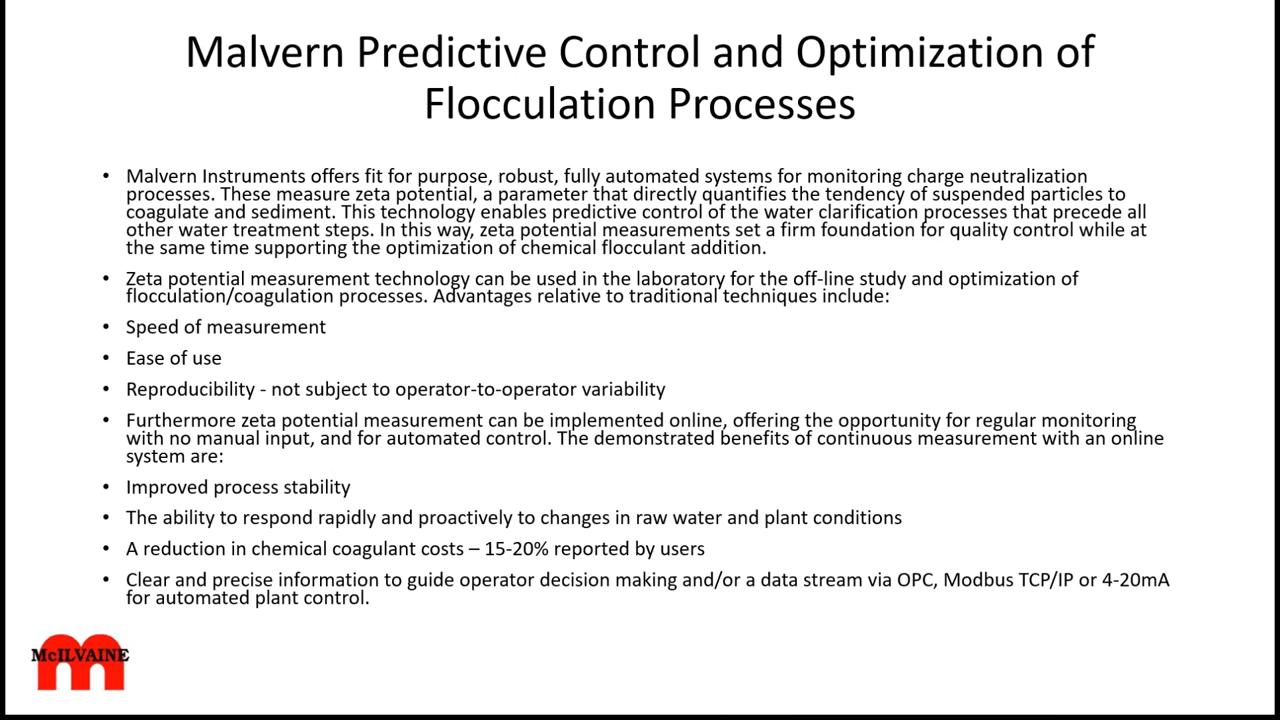 Malvern Predictive Control and Optimization of
Flocculation Processes
• Malvern Instruments offers fit for purpose, robust, fully automated systems for monitoring charge neutralization
processes. These measure zeta potential, a parameter that directly quantifies the tendency of suspended particles to
coagulate and sediment. This technology enables predictive control of the water clarification processes that precede all
other water treatment steps. In this way, zeta potential measurements set a firm foundation for quality control while at
the same time supporting the optimization of chemical flocculant addition.
• Zeta potential measurement technology can be used in the laboratory for the off-line study and optimization of
flocculation/coagulation processes. Advantages relative to traditional techniques include:
• Speed of measurement
• Ease of use
• Reproducibility - not subject to operator-to-operator variability
• Furthermore zeta potential measurement can be implemented online, offering the opportunity for regular monitoring
with no manual input, and for automated control. The demonstrated benefits of continuous measurement with an online
system are:
• Improved process stability
• The ability to respond rapidly and proactively to changes in raw water and plant conditions
• A reduction in chemical coagulant costs – 15-20% reported by users
• Clear and precise information to guide operator decision making and/or a data stream via OPC, Modbus TCP/IP or 4-20mA
for automated plant control.
McILVAINE